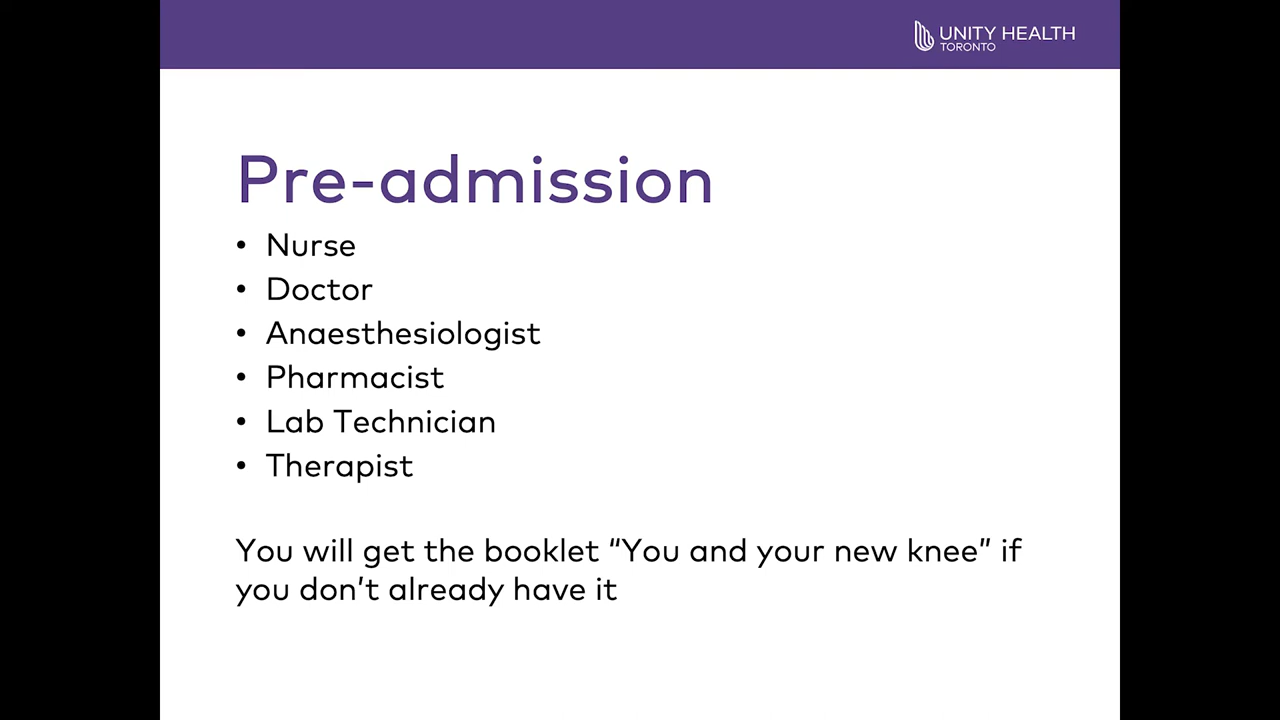 UNITY HEALTH
TORONTO
Pre-admission
• Nurse
• Doctor
• Anaesthesiologist
• Pharmacist
• Lab Technician
• Therapist
You will get the booklet “You and your new knee” if
you don’t already have it